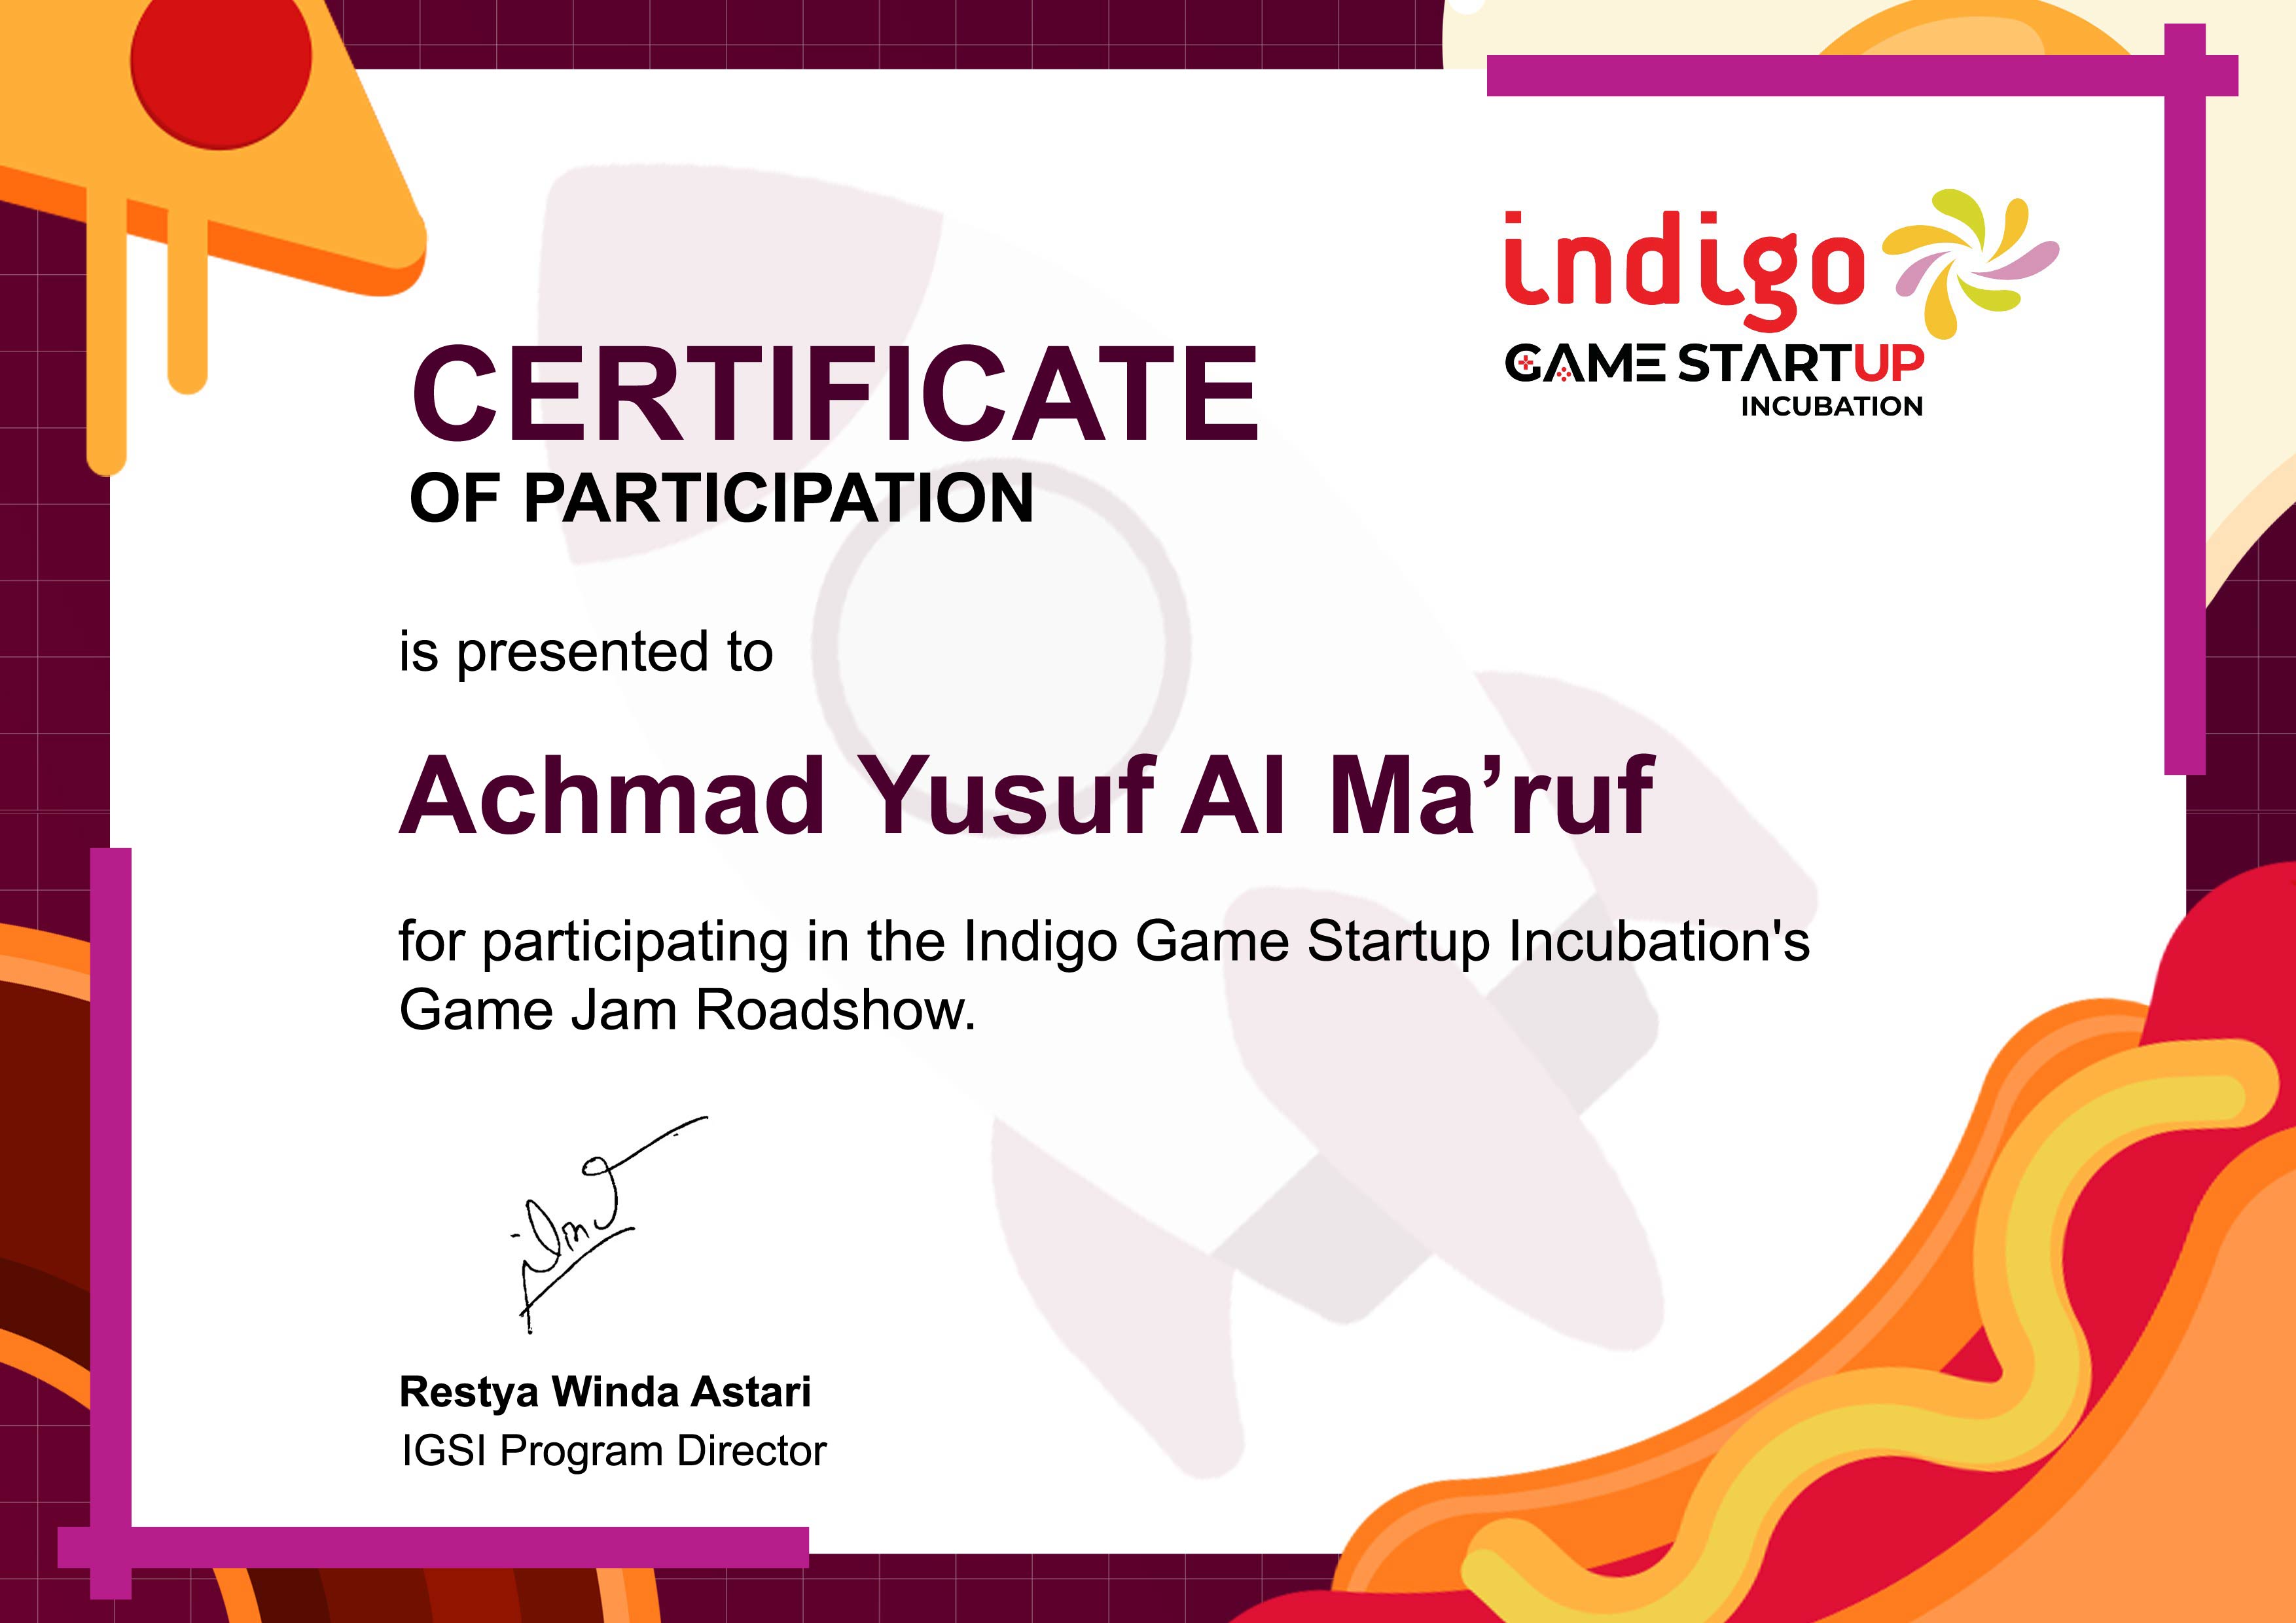 indigo
GAME STARTUP
INCUBATION
CERTIFICATE
OF PARTICIPATION
is presented to
Achmad Yusuf Al Ma’ruf
for participating in the Indigo Game Startup Incubation's
Game Jam Roadshow.
Restya Winda Astari
IGSI Program Director